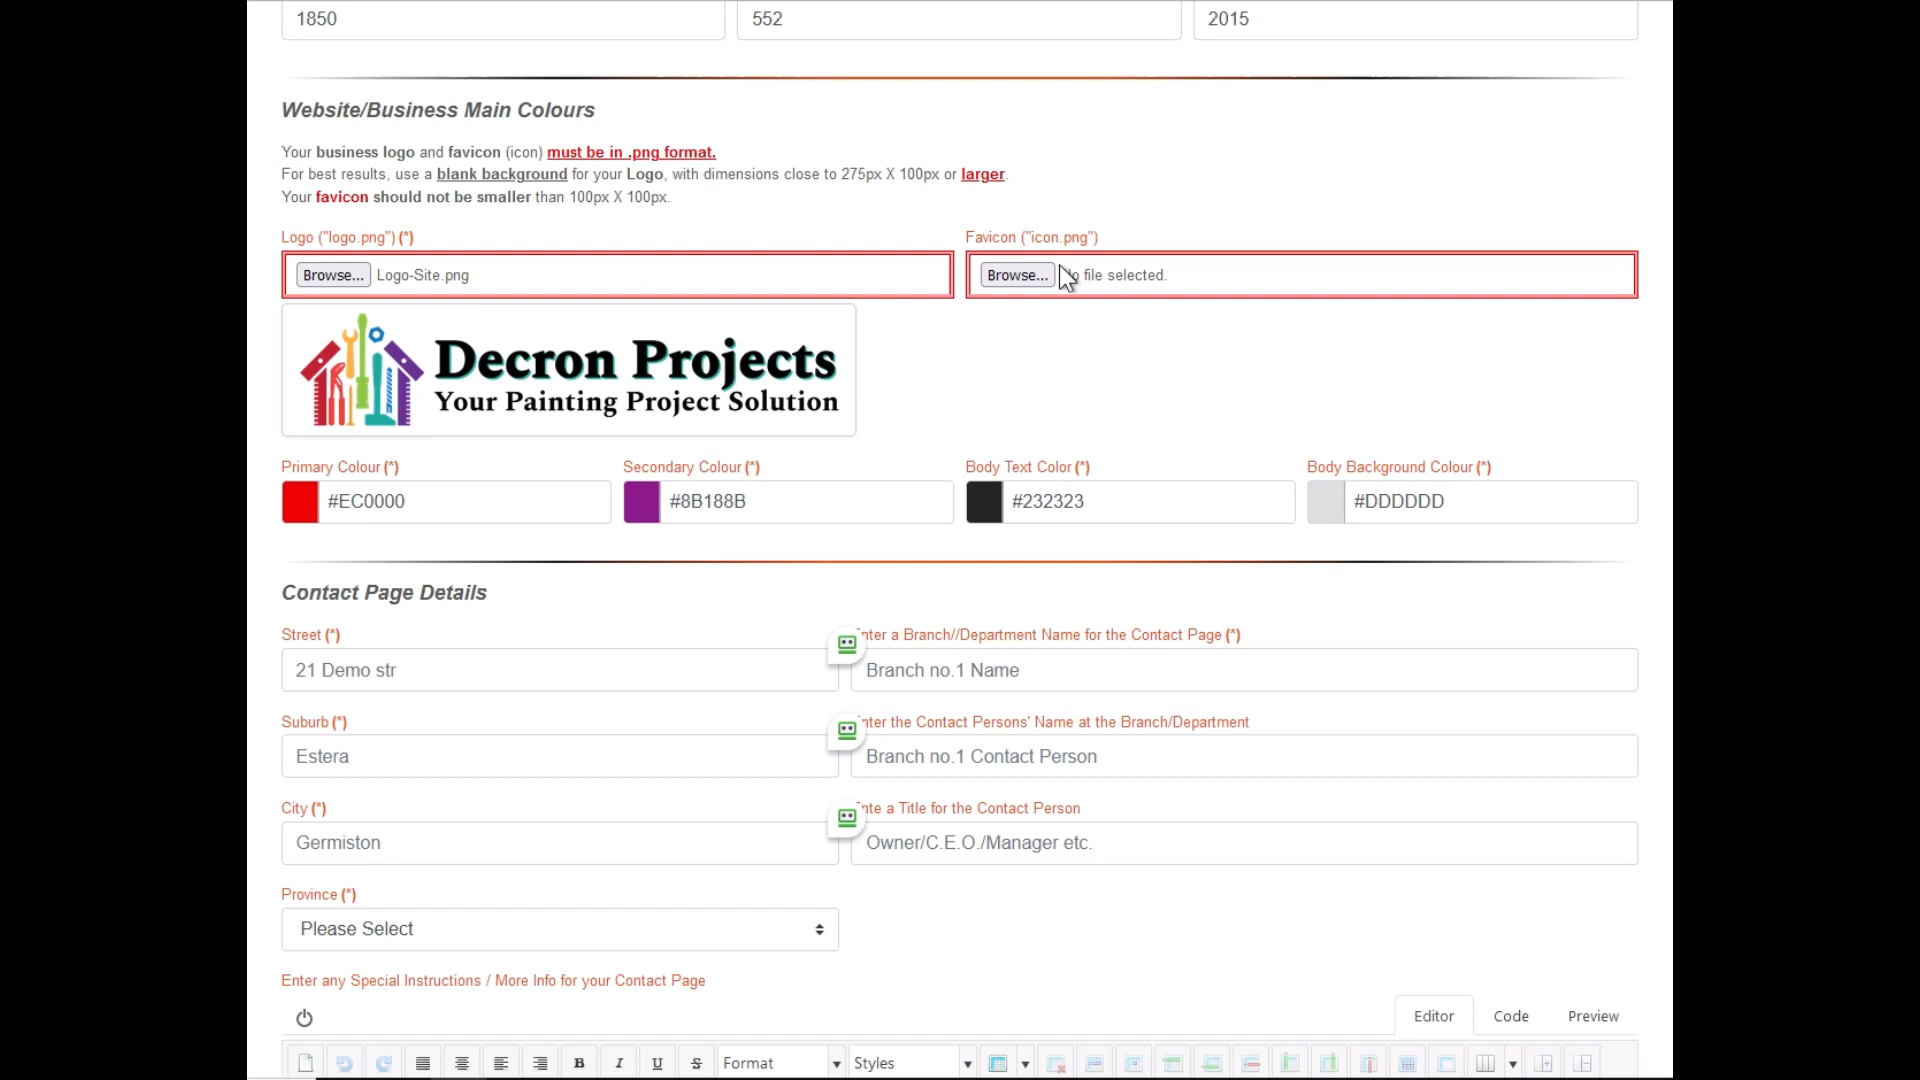 1850 552 2015
Website/Business Main Colours
Your business logo and favicon (icon) must be in .png format.
For best results, use a blank background for your Logo, with dimensions close to 275px X 100px or larger.
Your favicon should not be smaller than 100px X 100px.
Logo ("logo.png") (*) Favicon ("icon.png")
Browse... Logo-Site.png Browse... file selected.
Decron Projects
Your Painting Project Solution
Primary Colour (*) Secondary Colour (*) Body Text Color (*) Body Background Colour (*)
#EC0000 #8B188B #232323 #DDDDDD
Contact Page Details
Street (*) nter a Branch//Department Name for the Contact Page (*)
21 Demo str Branch no.1 Name
Suburb (*) nter the Contact Persons' Name at the Branch/Department
Estera Branch no.1 Contact Person
City (*) nte a Title for the Contact Person
Germiston Owner/C.E.O./Manager etc.
Province (*)
Please Select
Enter any Special Instructions / More Info for your Contact Page
Editor Code Preview
B I U S Format Styles